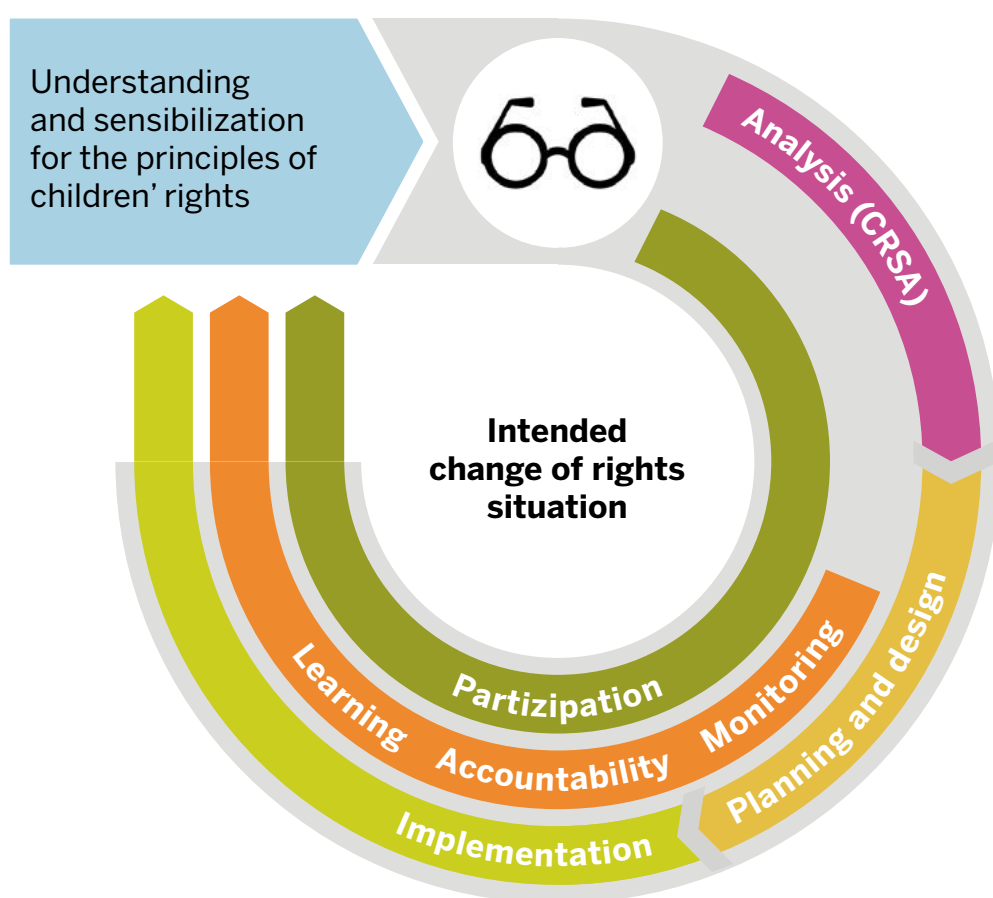 Understanding
and sensibilization
for the principles of
children’ rights
Analysis (CRSA)
Intended
change of rights
situation
Planning and design
Monitoring
Partizipation
Learning
Accountability
Implementation